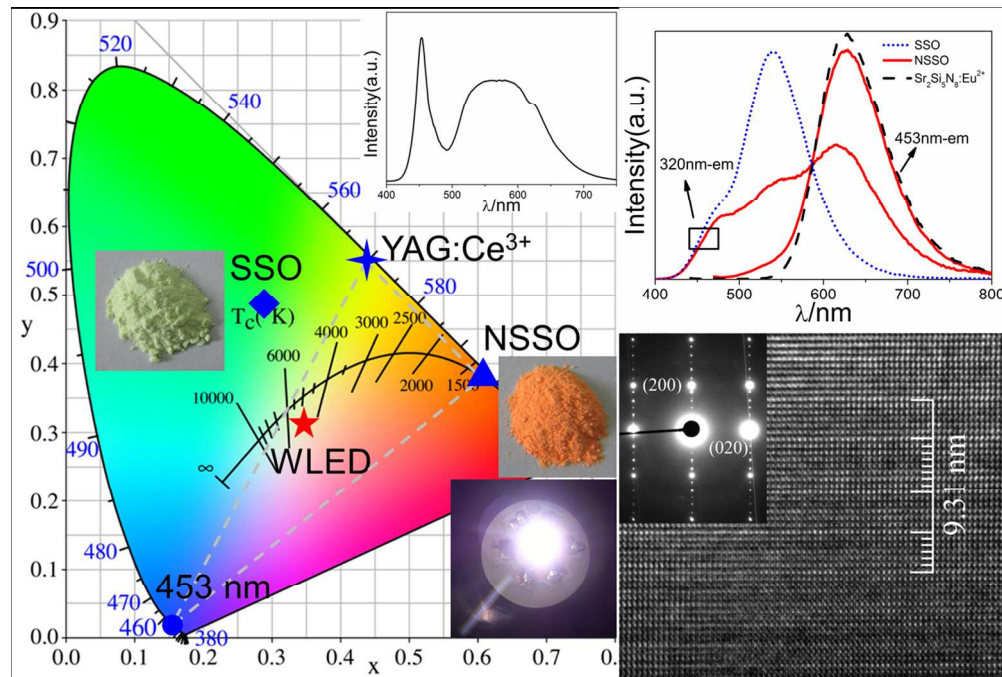 0.9
0.8
0.7
0.6
0.5
0.4
0.3
0.2
0.1
0.0
y
0.0
0.1
0.2
0.3
0.4
0.5
0.6
0.7
x
520
540
560
580
500
490
480
470
460
380
YAG:Ce³⁺
SSO
T_c(°K)
NSSO
WLED
453 nm
∞
10000
6000
4000
3000
2500
2000
1500
Intensity(a.u.)
400
500
600
700
λ/nm
SSO
NSSO
Sr₂Si₅N₈:Eu²⁺
320nm-em
453nm-em
Intensity(a.u.)
400
500
600
700
800
λ/nm
(200)
(020)
9.31 nm